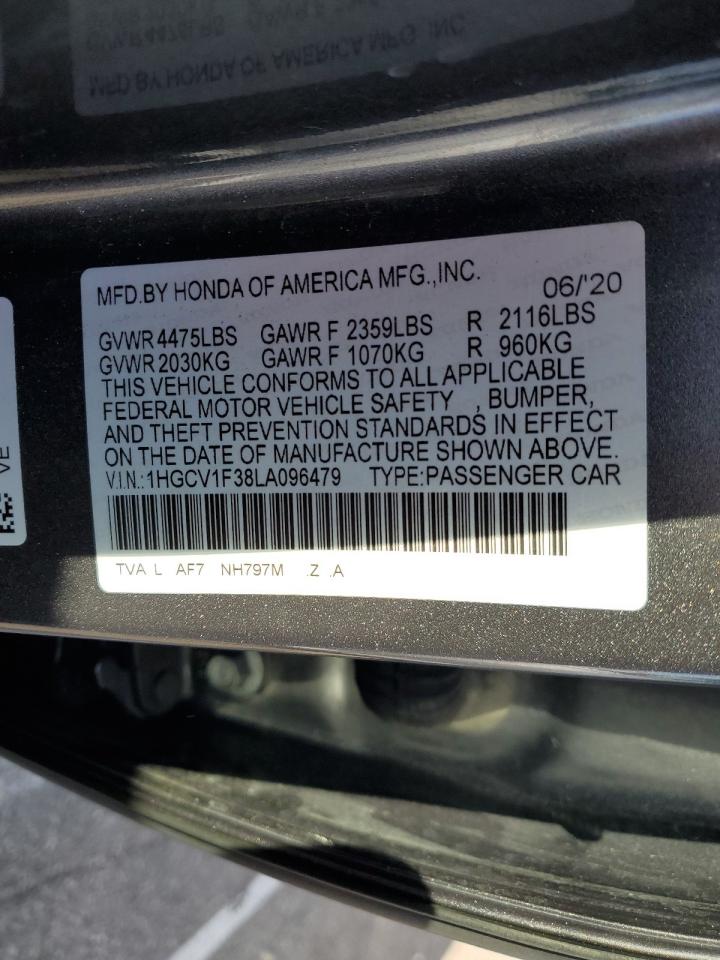 MFD.BY HONDA OF AMERICA MFG.,INC. 06/'20
GVWR 4475LBS GAWR F 2359LBS R 2116LBS
GVWR 2030KG GAWR F 1070KG R 960KG
THIS VEHICLE CONFORMS TO ALL APPLICABLE
FEDERAL MOTOR VEHICLE SAFETY , BUMPER,
AND THEFT PREVENTION STANDARDS IN EFFECT
ON THE DATE OF MANUFACTURE SHOWN ABOVE.
V.I.N.:1HGCV1F38LA096479 TYPE:PASSENGER CAR
TVA L AF7 NH797M .Z .A
VE